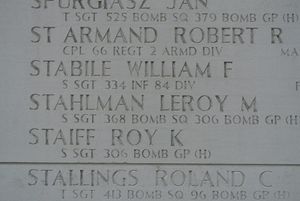 SPURGIASZ JAN
T SGT 525 BOMB SQ 379 BOMB GP (H)
ST ARMAND ROBERT R
CPL 66 REGT 2 ARMD DIV MA
STABILE WILLIAM F
S SGT 334 INF 84 DIV
STAHLMAN LEROY M
S SGT 368 BOMB SQ 306 BOMB GP (H)
STAIFF ROY K
S SGT 306 BOMB GP (H)
STALLINGS ROLAND C
T SGT 413 BOMB SQ 96 BOMB GP (H)